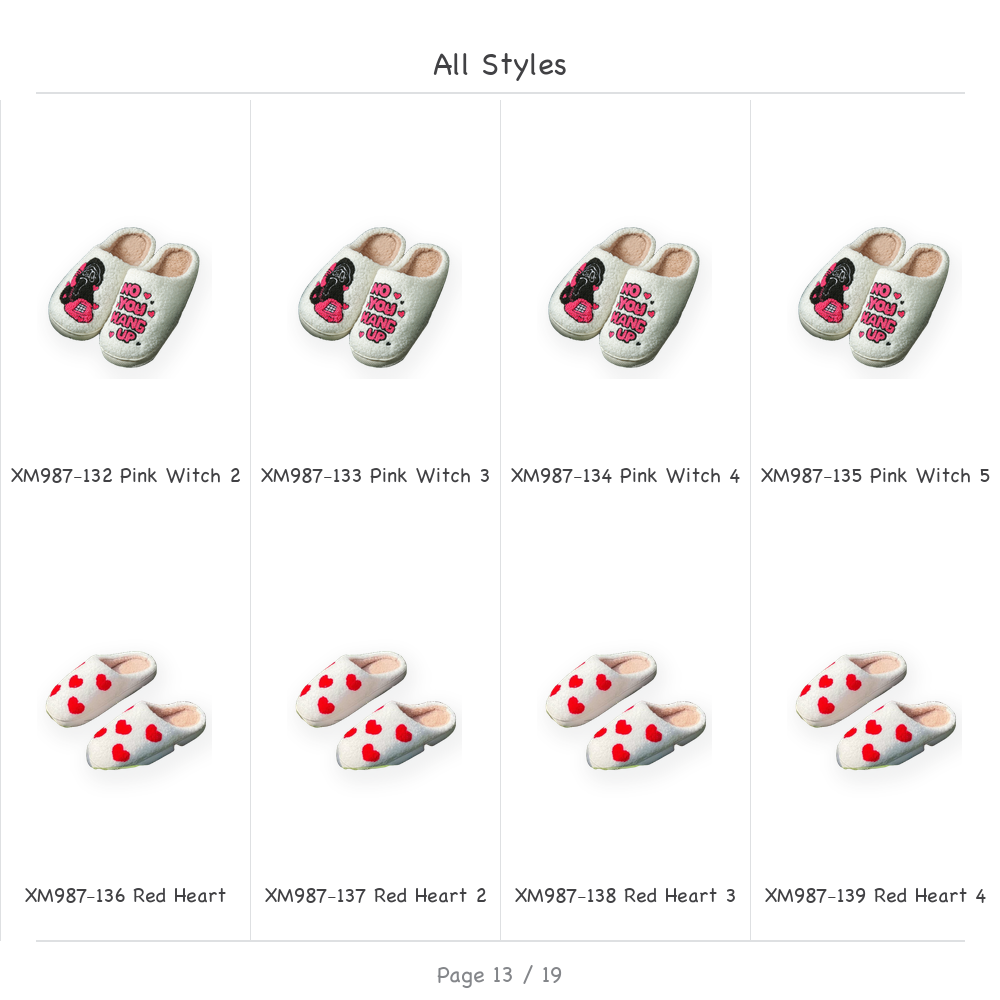 All Styles
NO
YOU
HANG
UP
NO
YOU
HANG
UP
NO
YOU
HANG
UP
NO
YOU
HANG
UP
XM987-132 Pink Witch 2
XM987-133 Pink Witch 3
XM987-134 Pink Witch 4
XM987-135 Pink Witch 5
XM987-136 Red Heart
XM987-137 Red Heart 2
XM987-138 Red Heart 3
XM987-139 Red Heart 4
Page 13 / 19